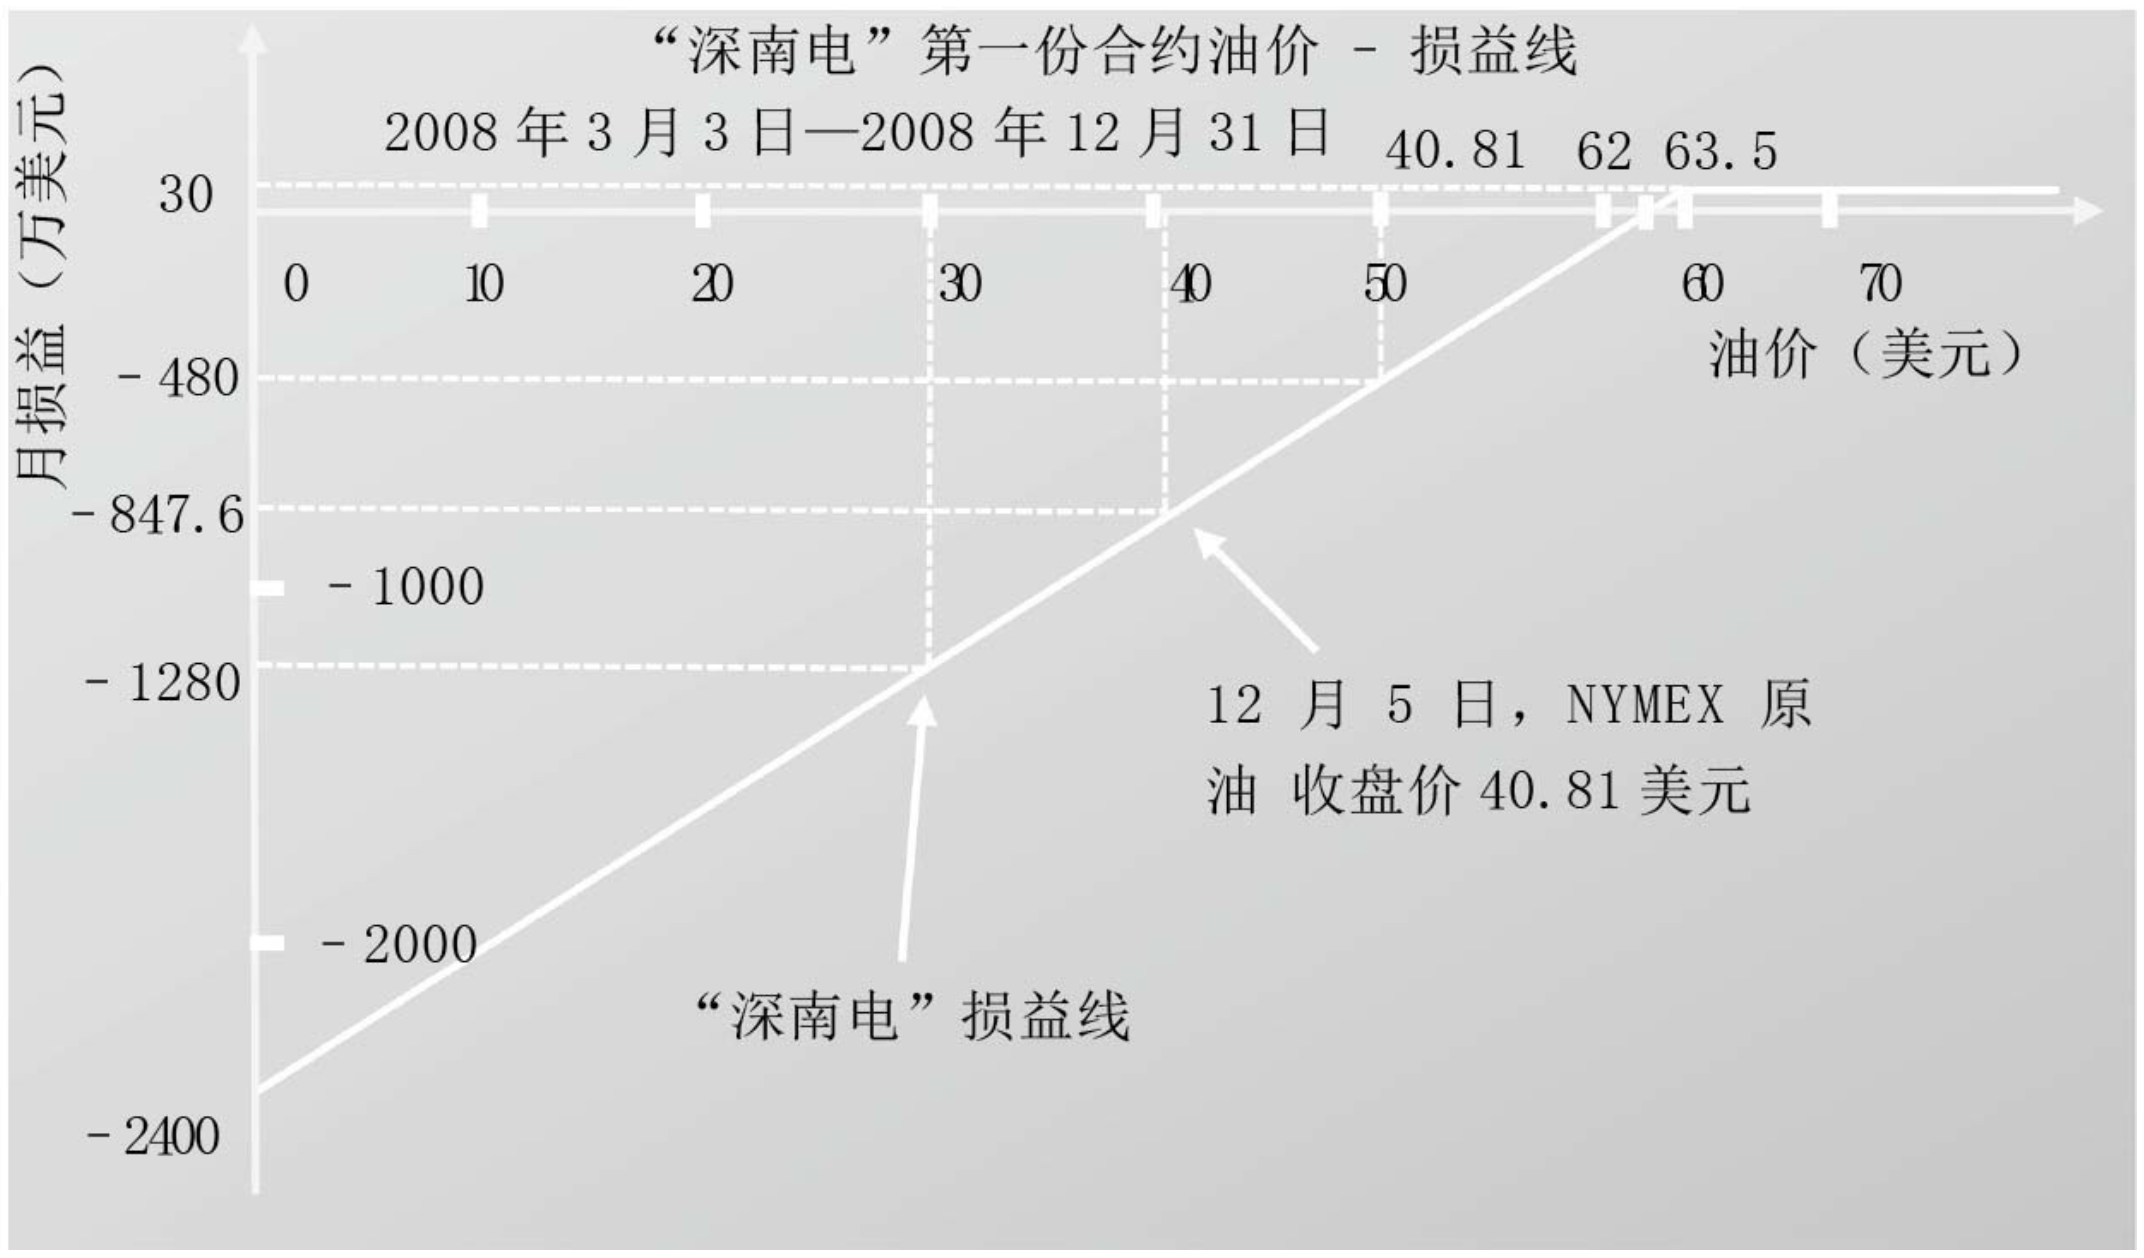 “深南电”第一份合约油价 - 损益线
2008 年 3 月 3 日—2008 年 12 月 31 日
40.81 62 63.5
月损益（万美元）
30
0 10 20 30 40 50 60 70
油价（美元）
-480
-847.6
-1000
-1280
12 月 5 日，NYMEX 原
油 收盘价 40.81 美元
-2000
“深南电”损益线
-2400